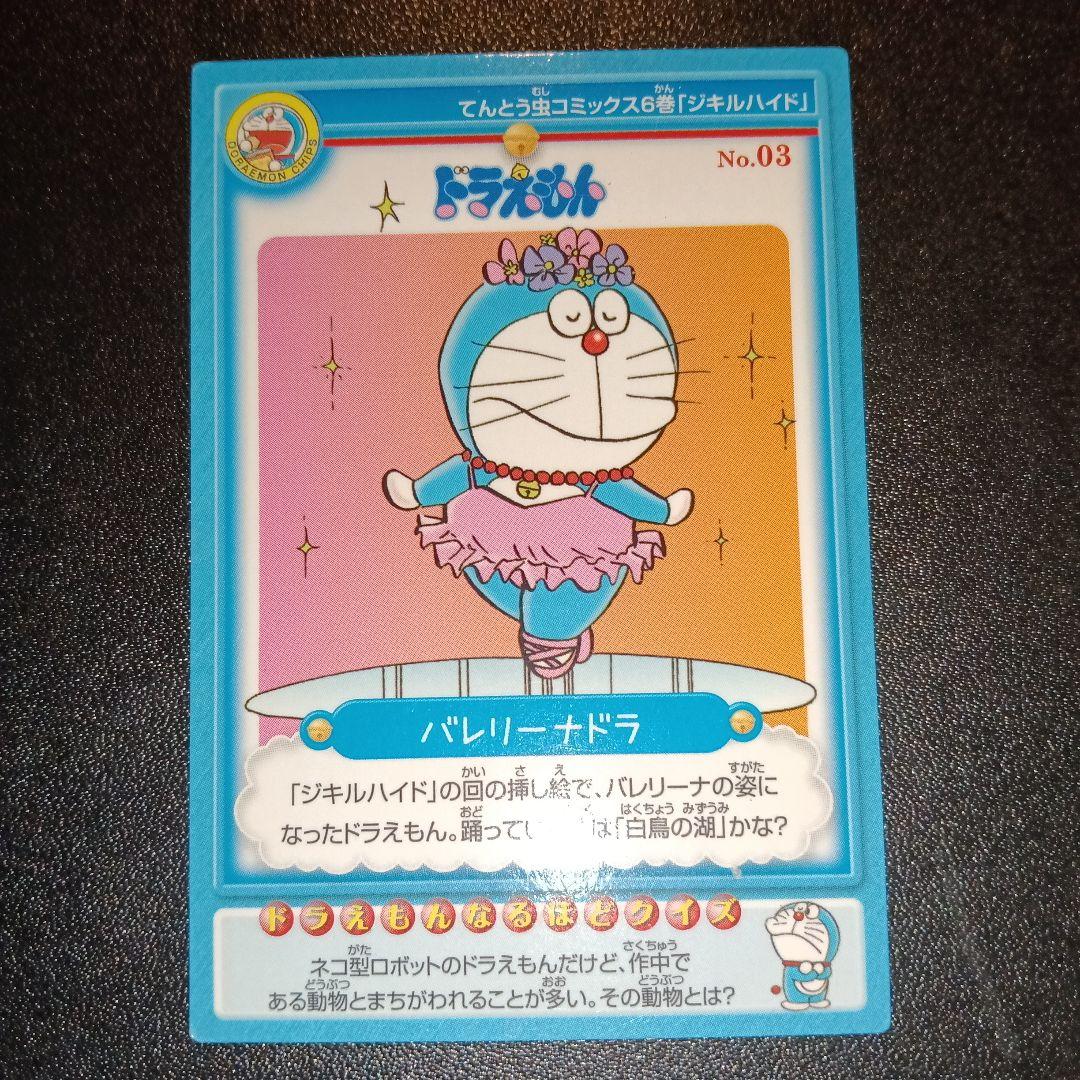 てんとう虫コミックス6巻「ジキルハイド」
DORAEMON CHIPS
No.03
ドラえもん
バレリーナドラ
「ジキルハイド」の回の挿し絵で、バレリーナの姿に
なったドラえもん。踊ってい は「白鳥の湖」かな?
ドラえもんなるほどクイズ
ネコ型ロボットのドラえもんだけど、作中で
ある動物とまちがわれることが多い。その動物とは?